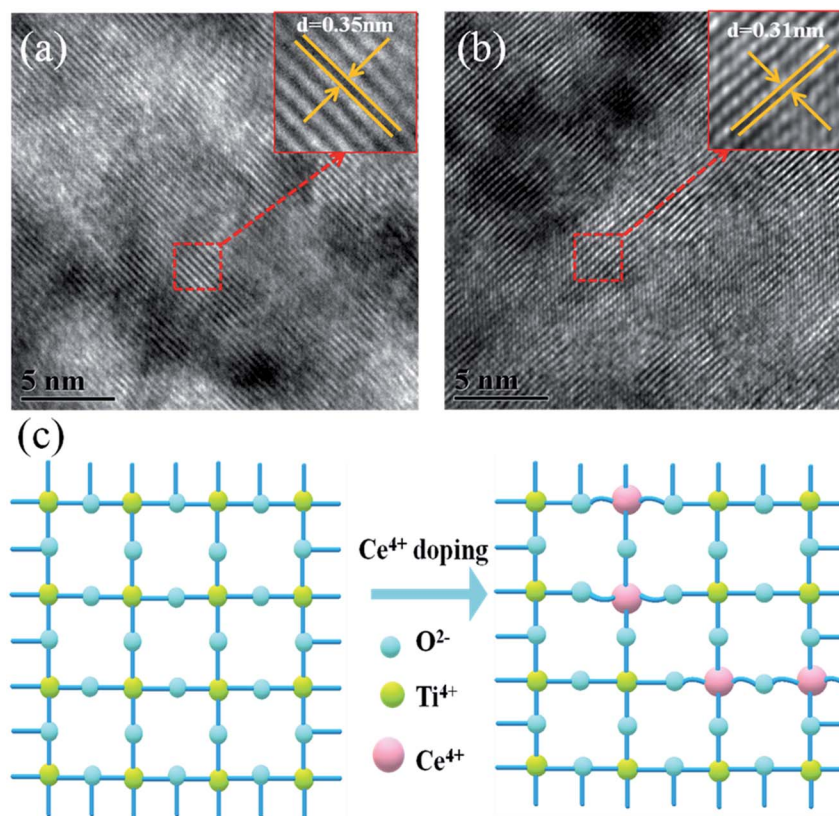 (a)
d=0.35nm
5 nm
(b)
d=0.31nm
5 nm
(c)
Ce⁴⁺ doping
O²⁻
Ti⁴⁺
Ce⁴⁺